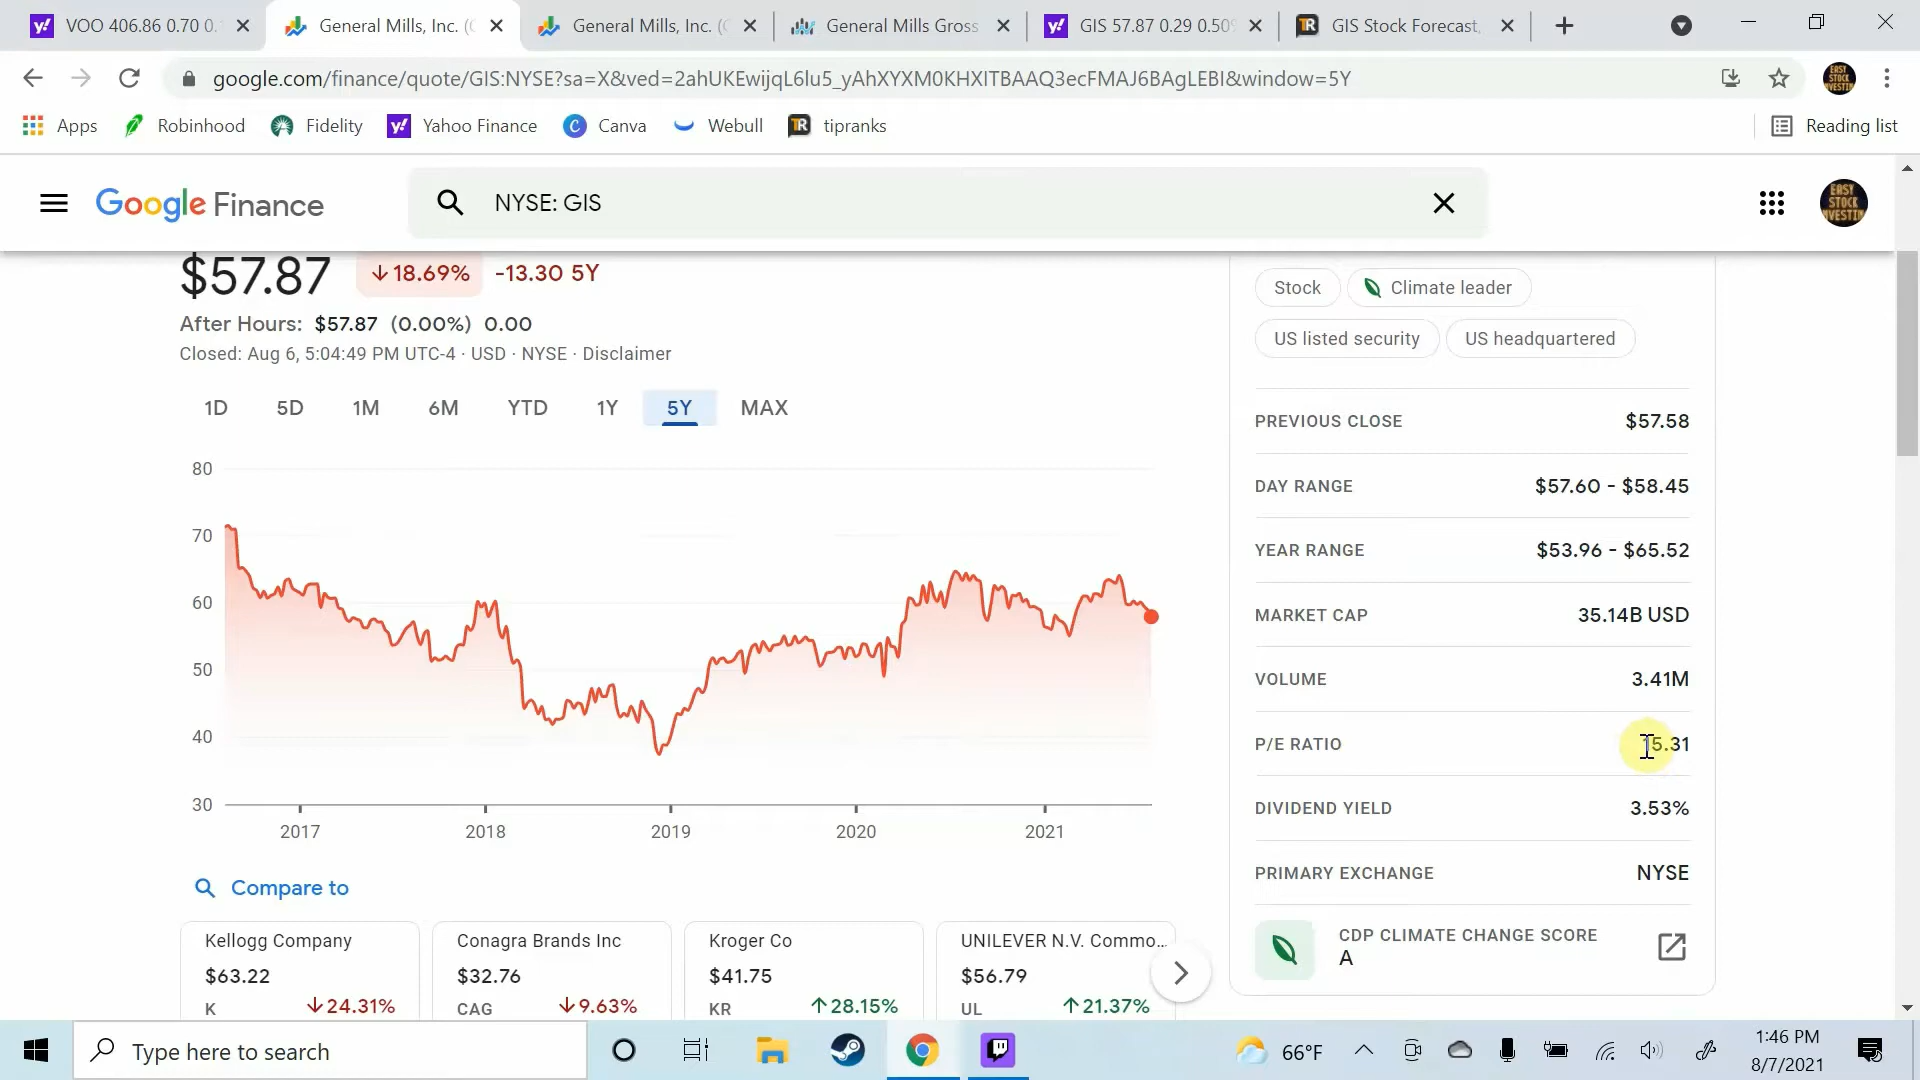 VOO 406.86 0.70 0.
General Mills, Inc. (
General Mills, Inc. (
General Mills Gross
GIS 57.87 0.29 0.50%
GIS Stock Forecast,
google.com/finance/quote/GIS:NYSE?sa=X&ved=2ahUKEwijqL6lu5_yAhXYXM0KHXITBAAQ3ecFMAJ6BAgLEBI&window=5Y
Apps
Robinhood
Fidelity
Yahoo Finance
Canva
Webull
tipranks
Reading list
Google Finance
NYSE: GIS
EASY STOCK INVESTIN
$57.87
18.69%
-13.30 5Y
After Hours: $57.87 (0.00%) 0.00
Closed: Aug 6, 5:04:49 PM UTC-4 · USD · NYSE · Disclaimer
1D 5D 1M 6M YTD 1Y 5Y MAX
80
70
60
50
40
30
2017 2018 2019 2020 2021
Compare to
Kellogg Company
$63.22
K 24.31%
Conagra Brands Inc
$32.76
CAG 9.63%
Kroger Co
$41.75
KR 28.15%
UNILEVER N.V. Commo...
$56.79
UL 21.37%
Stock
Climate leader
US listed security
US headquartered
PREVIOUS CLOSE $57.58
DAY RANGE $57.60 - $58.45
YEAR RANGE $53.96 - $65.52
MARKET CAP 35.14B USD
VOLUME 3.41M
P/E RATIO 15.31
DIVIDEND YIELD 3.53%
PRIMARY EXCHANGE NYSE
CDP CLIMATE CHANGE SCORE
A
Type here to search
66°F
1:46 PM
8/7/2021